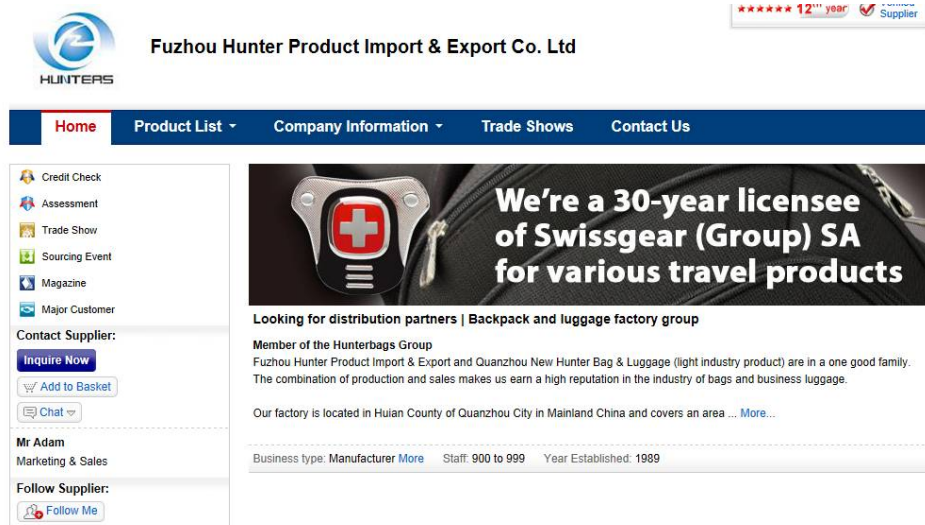 ★★★★★★ 12th year
Supplier
HUNTERS
Fuzhou Hunter Product Import & Export Co. Ltd
Home Product List Company Information Trade Shows Contact Us
Credit Check
Assessment
Trade Show
Sourcing Event
Magazine
Major Customer
Contact Supplier:
Inquire Now
Add to Basket
Chat
Mr Adam
Marketing & Sales
Follow Supplier:
Follow Me
We're a 30-year licensee
of Swissgear (Group) SA
for various travel products
Looking for distribution partners | Backpack and luggage factory group
Member of the Hunterbags Group
Fuzhou Hunter Product Import & Export and Quanzhou New Hunter Bag & Luggage (light industry product) are in a one good family.
The combination of production and sales makes us earn a high reputation in the industry of bags and business luggage.
Our factory is located in Huian County of Quanzhou City in Mainland China and covers an area ... More...
Business type: Manufacturer More Staff: 900 to 999 Year Established: 1989